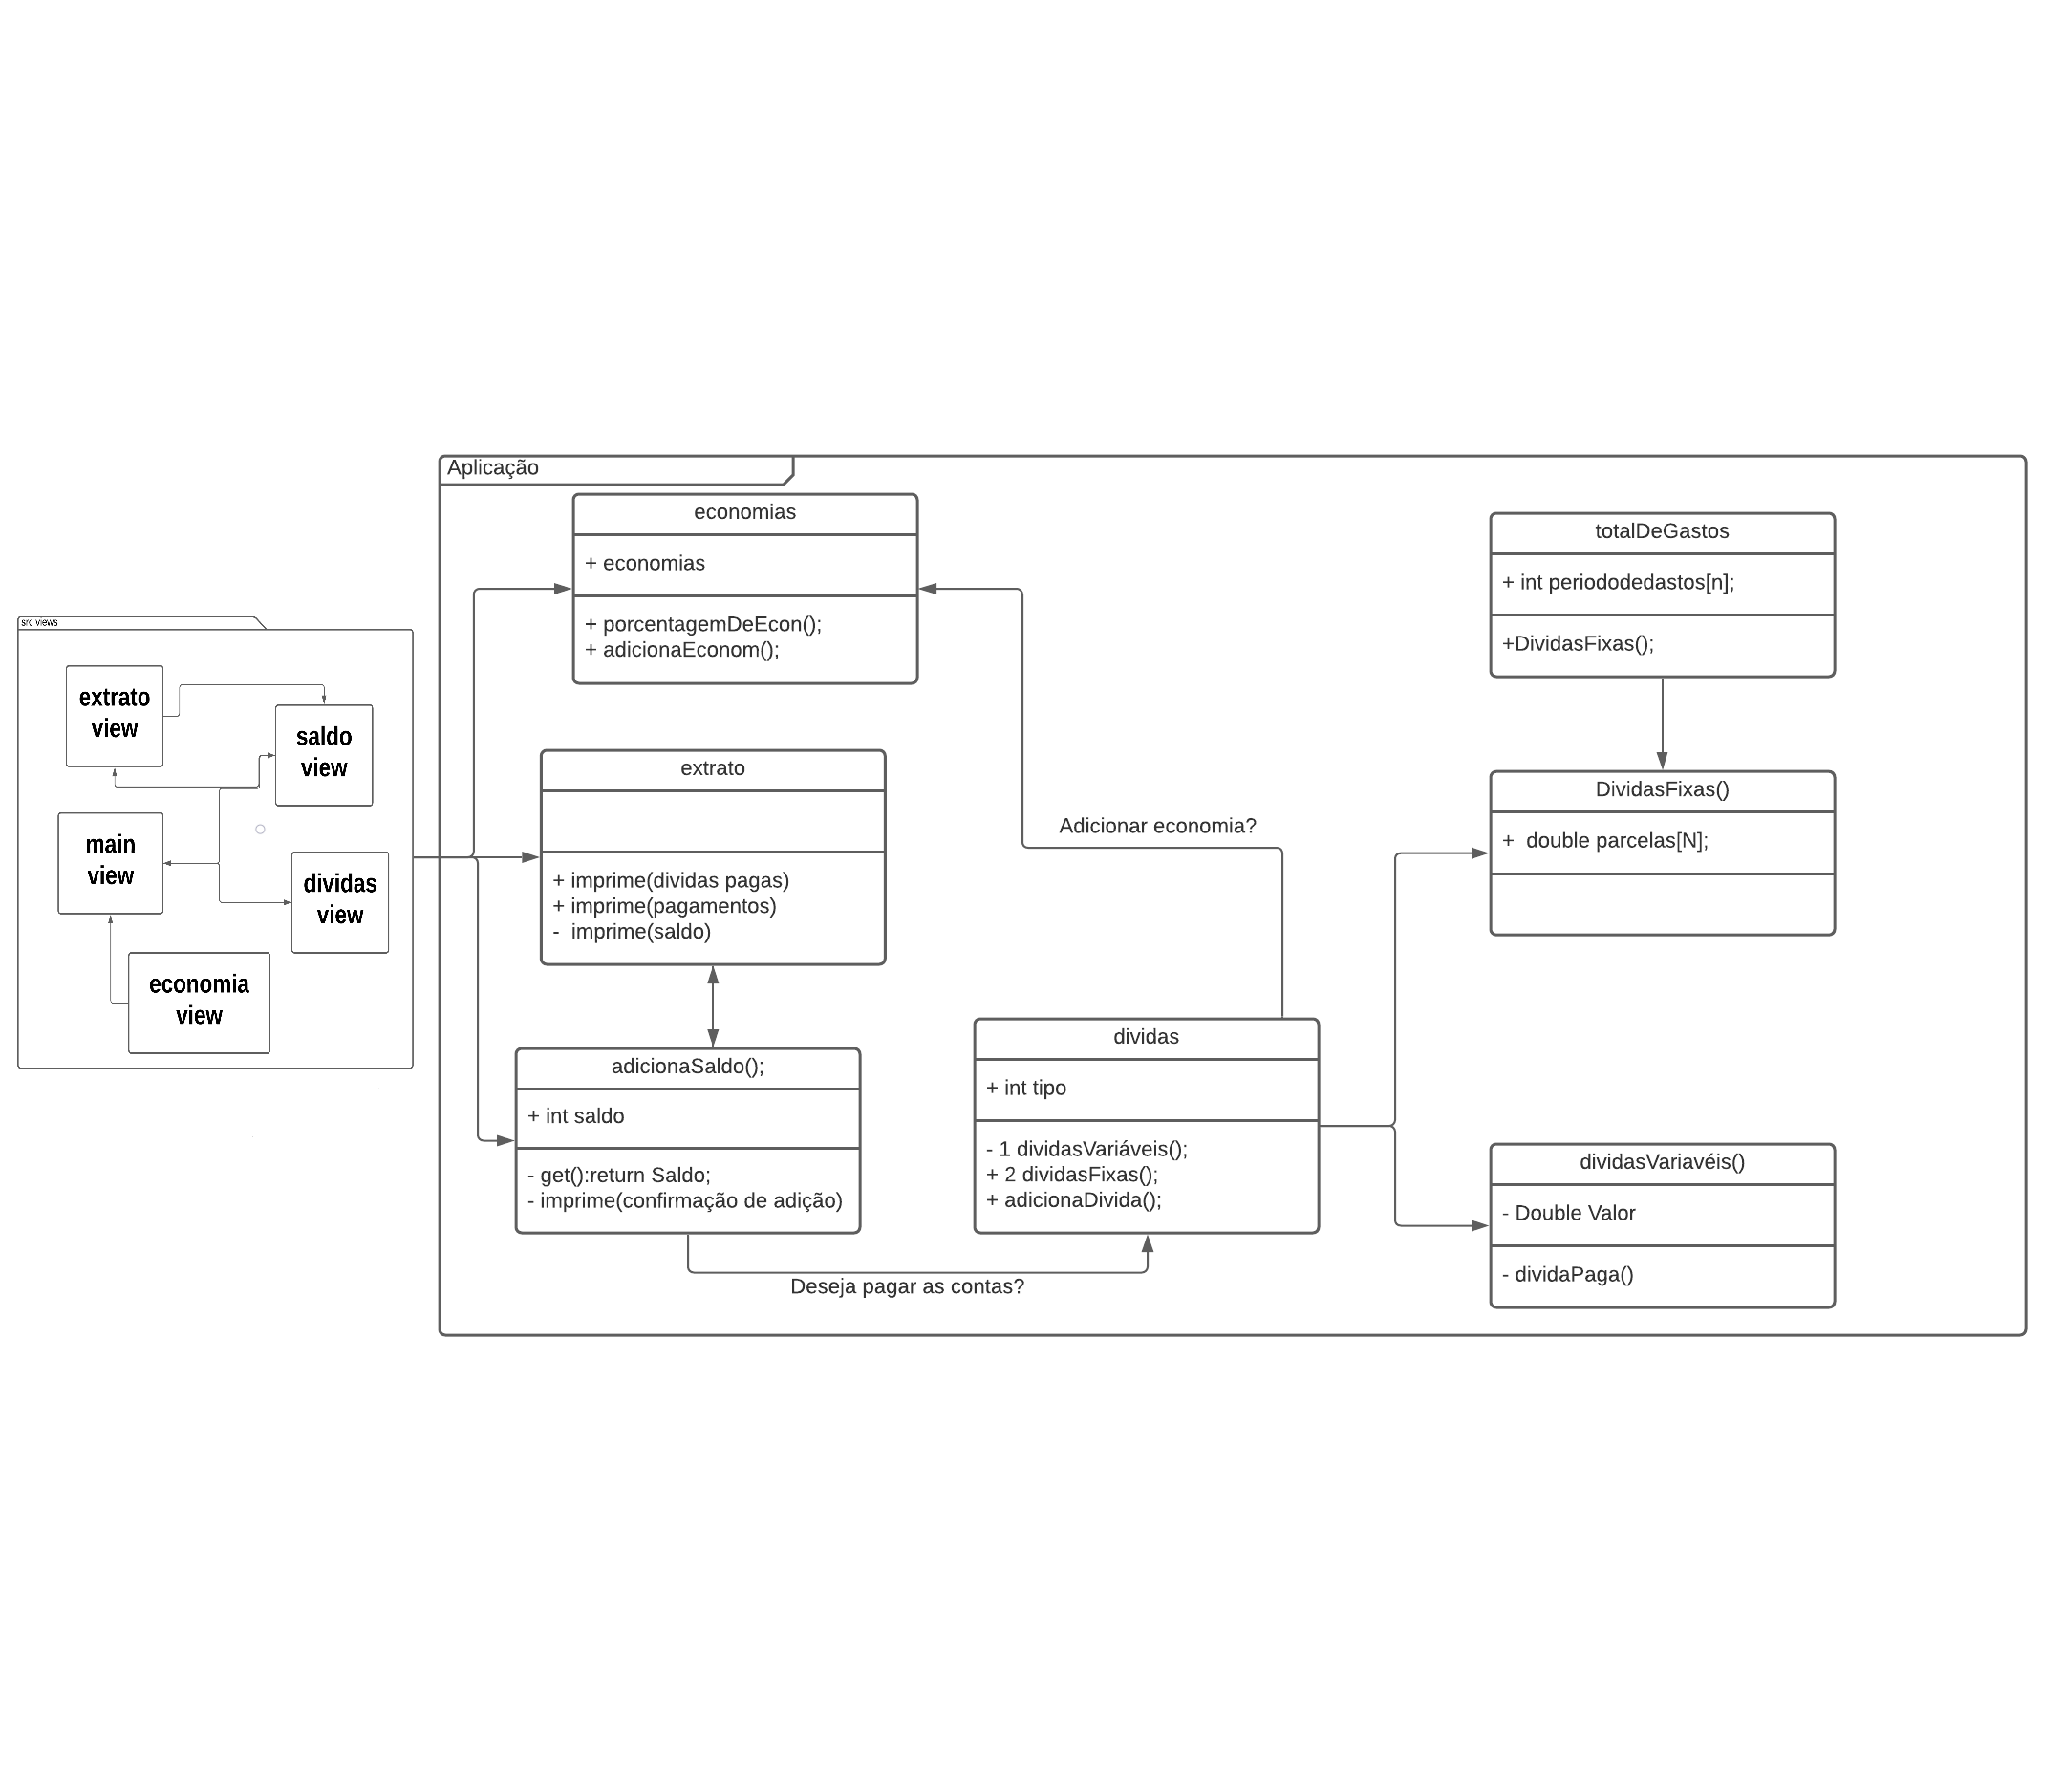 src views
extrato
view
saldo
view
main
view
dividas
view
economia
view
Aplicação
economias
+ economias
+ porcentagemDeEcon();
+ adicionaEconom();
extrato
+ imprime(dividas pagas)
+ imprime(pagamentos)
-  imprime(saldo)
adicionaSaldo();
+ int saldo
- get():return Saldo;
- imprime(confirmação de adição)
Deseja pagar as contas?
Adicionar economia?
dividas
+ int tipo
- 1 dividasVariáveis();
+ 2 dividasFixas();
+ adicionaDivida();
totalDeGastos
+ int periododedastos[n];
+DividasFixas();
DividasFixas()
+  double parcelas[N];
dividasVariavéis()
- Double Valor
- dividaPaga()